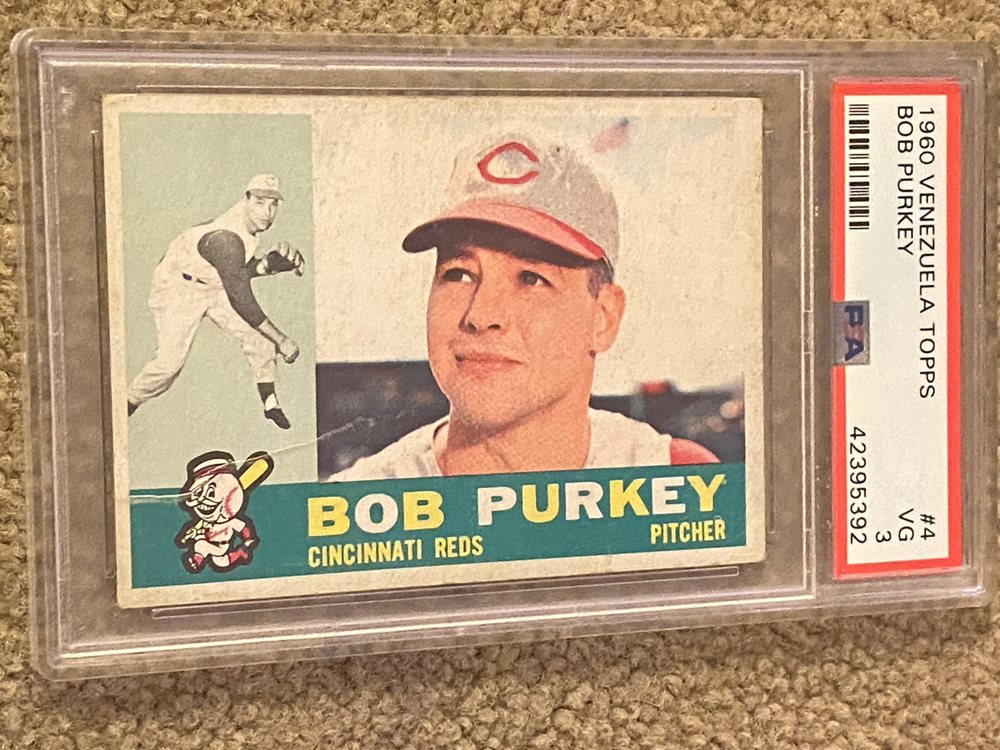 BOB PURKEY
CINCINNATI REDS
PITCHER
1960 VENEZUELA TOPPS
BOB PURKEY
#4
VG
3
PSA
42395392